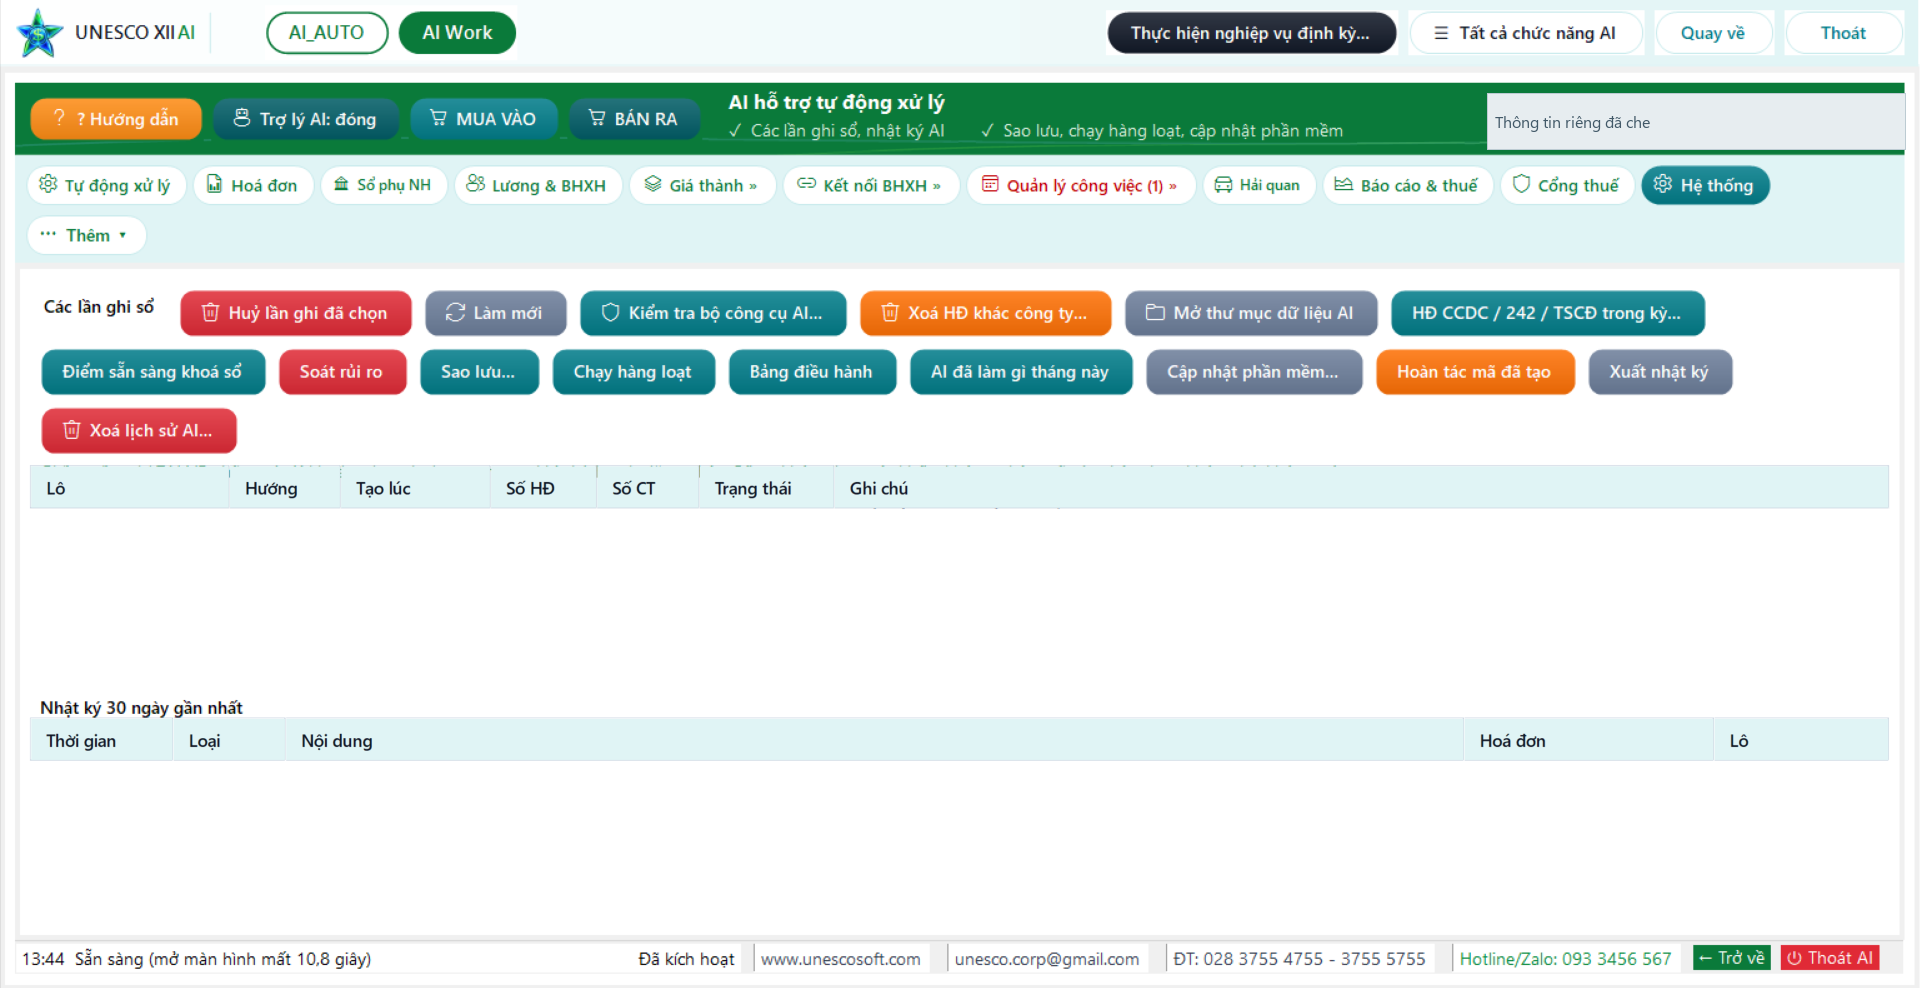 UNESCO XII AI
AI_AUTO
AI Work
Thực hiện nghiệp vụ định kỳ...
☰ Tất cả chức năng AI
Quay về
Thoát
? ? Hướng dẫn
Trợ lý AI: đóng
MUA VÀO
BÁN RA
AI hỗ trợ tự động xử lý
✓ Các lần ghi sổ, nhật ký AI
✓ Sao lưu, chạy hàng loạt, cập nhật phần mềm
Thông tin riêng đã che
Tự động xử lý
Hoá đơn
Sổ phụ NH
Lương & BHXH
Giá thành »
Kết nối BHXH »
Quản lý công việc (1) »
Hải quan
Báo cáo & thuế
Cổng thuế
Hệ thống
··· Thêm ▾
Các lần ghi sổ
Huỷ lần ghi đã chọn
Làm mới
Kiểm tra bộ công cụ AI...
Xoá HĐ khác công ty...
Mở thư mục dữ liệu AI
HĐ CCDC / 242 / TSCĐ trong kỳ...
Điểm sẵn sàng khoá sổ
Soát rủi ro
Sao lưu...
Chạy hàng loạt
Bảng điều hành
AI đã làm gì tháng này
Cập nhật phần mềm...
Hoàn tác mã đã tạo
Xuất nhật ký
Xoá lịch sử AI...
Lô Hướng Tạo lúc Số HĐ Số CT Trạng thái Ghi chú
Nhật ký 30 ngày gần nhất
Thời gian Loại Nội dung Hoá đơn Lô
13:44 Sẵn sàng (mở màn hình mất 10,8 giây)
Đã kích hoạt
www.unescosoft.com
unesco.corp@gmail.com
ĐT: 028 3755 4755 - 3755 5755
Hotline/Zalo: 093 3456 567
← Trở về
Thoát AI